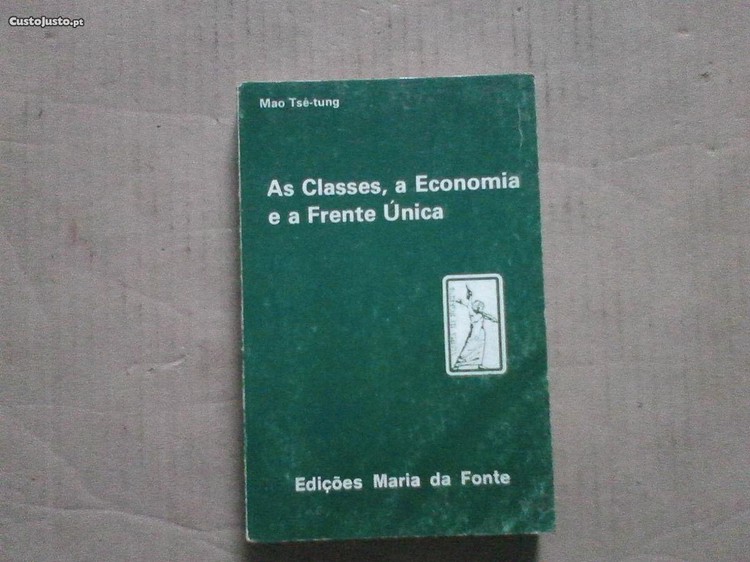 CustoJusto.pt
Mao Tsé-tung
As Classes, a Economia
e a Frente Única
Edições Maria da Fonte